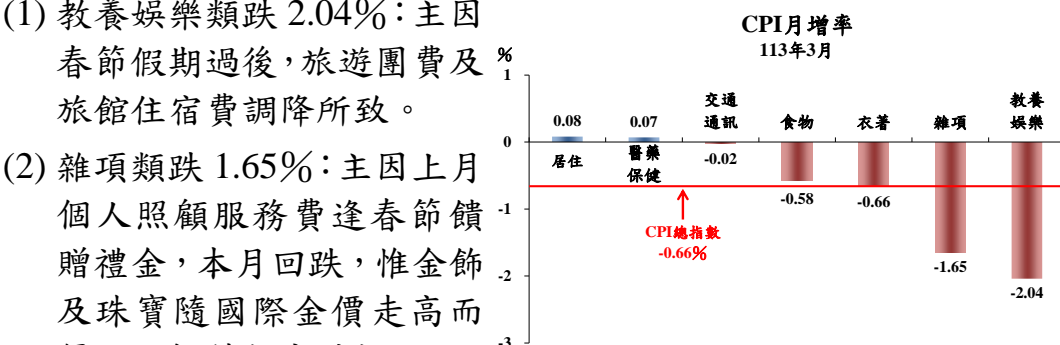 (1) 教養娛樂類跌 2.04%：主因
春節假期過後，旅遊團費及
旅館住宿費調降所致。
(2) 雜項類跌 1.65%：主因上月
個人照顧服務費逢春節饋
贈禮金，本月回跌，惟金飾
及珠寶隨國際金價走高而
CPI月增率
113年3月
%
1
0
-1
-2
-3
0.08
居住
0.07
醫藥
保健
交通
通訊
-0.02
食物
-0.58
衣著
-0.66
雜項
-1.65
教養
娛樂
-2.04
CPI總指數
-0.66%